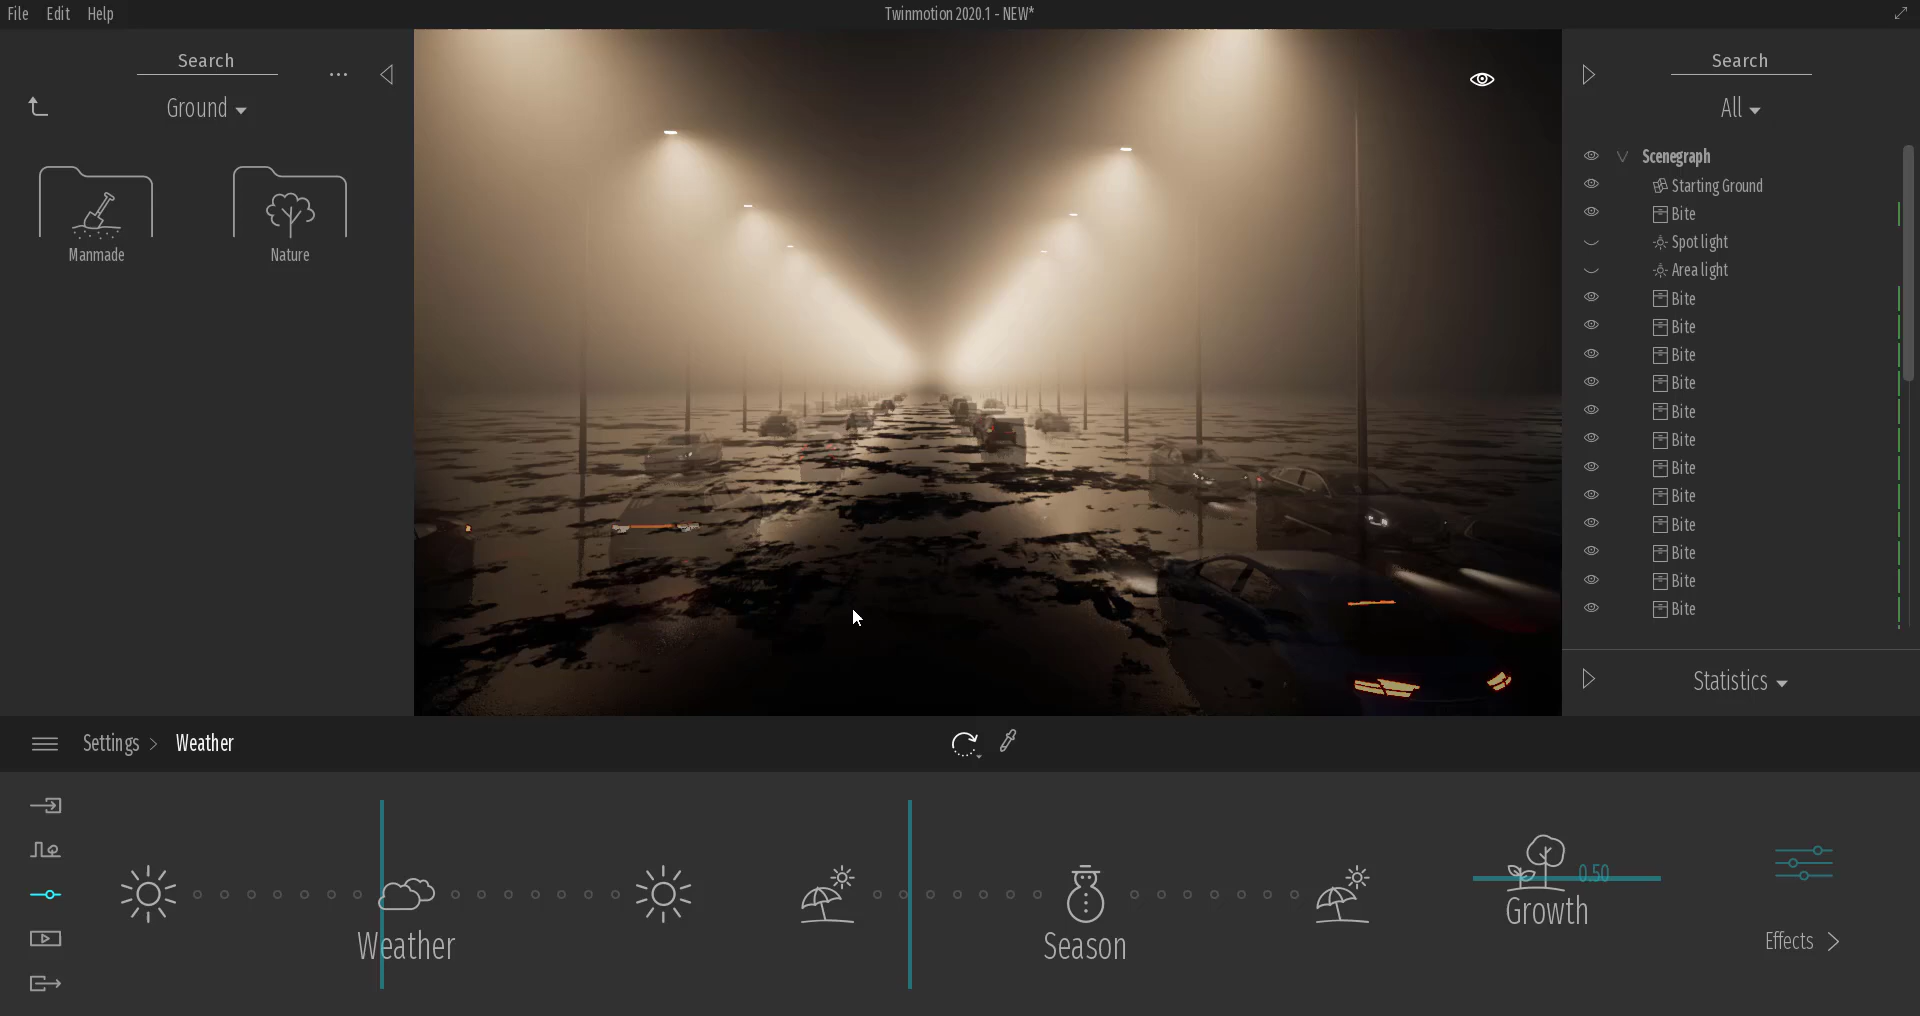 File Edit Help
Twinmotion 2020.1 - NEW*
Search
Ground
Manmade
Nature
Search
All
Scenegraph
Starting Ground
Bite
Spot light
Area light
Bite
Bite
Bite
Bite
Bite
Bite
Bite
Bite
Bite
Bite
Bite
Bite
Statistics
Settings > Weather
Weather
Season
0.50
Growth
Effects